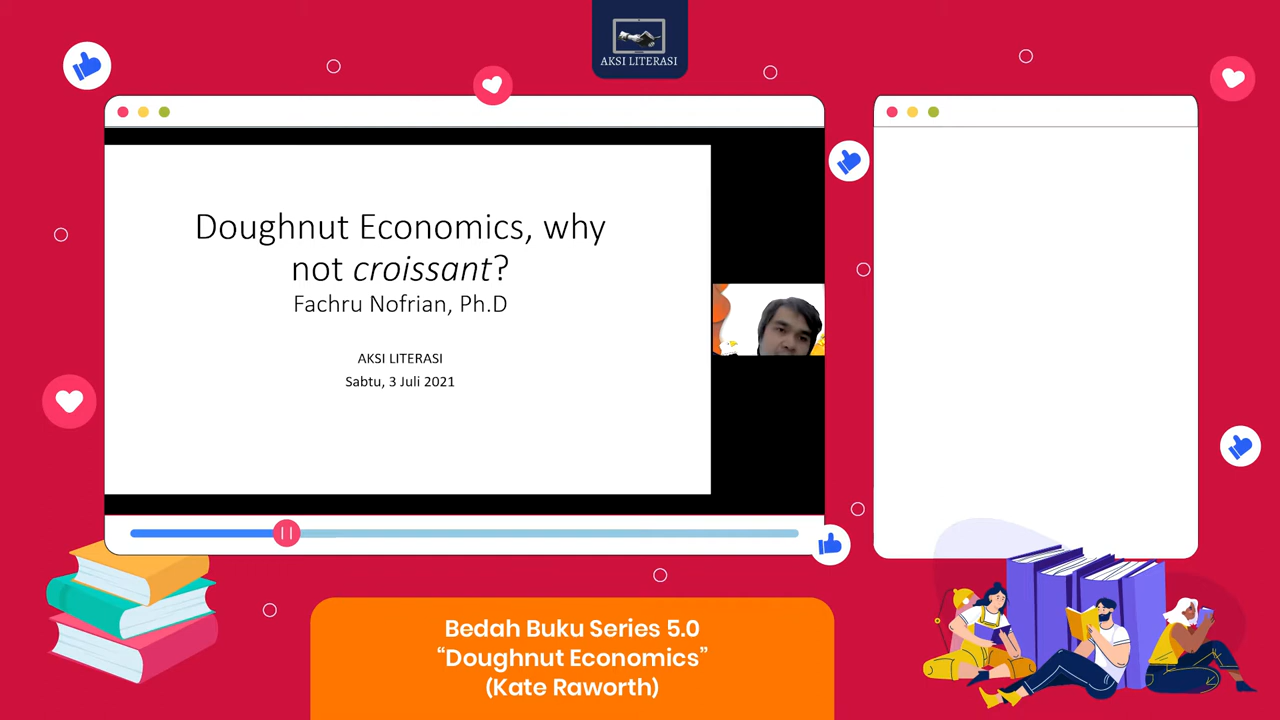 AKSI LITERASI
Doughnut Economics, why
not croissant?
Fachru Nofrian, Ph.D
AKSI LITERASI
Sabtu, 3 Juli 2021
Bedah Buku Series 5.0
“Doughnut Economics”
(Kate Raworth)